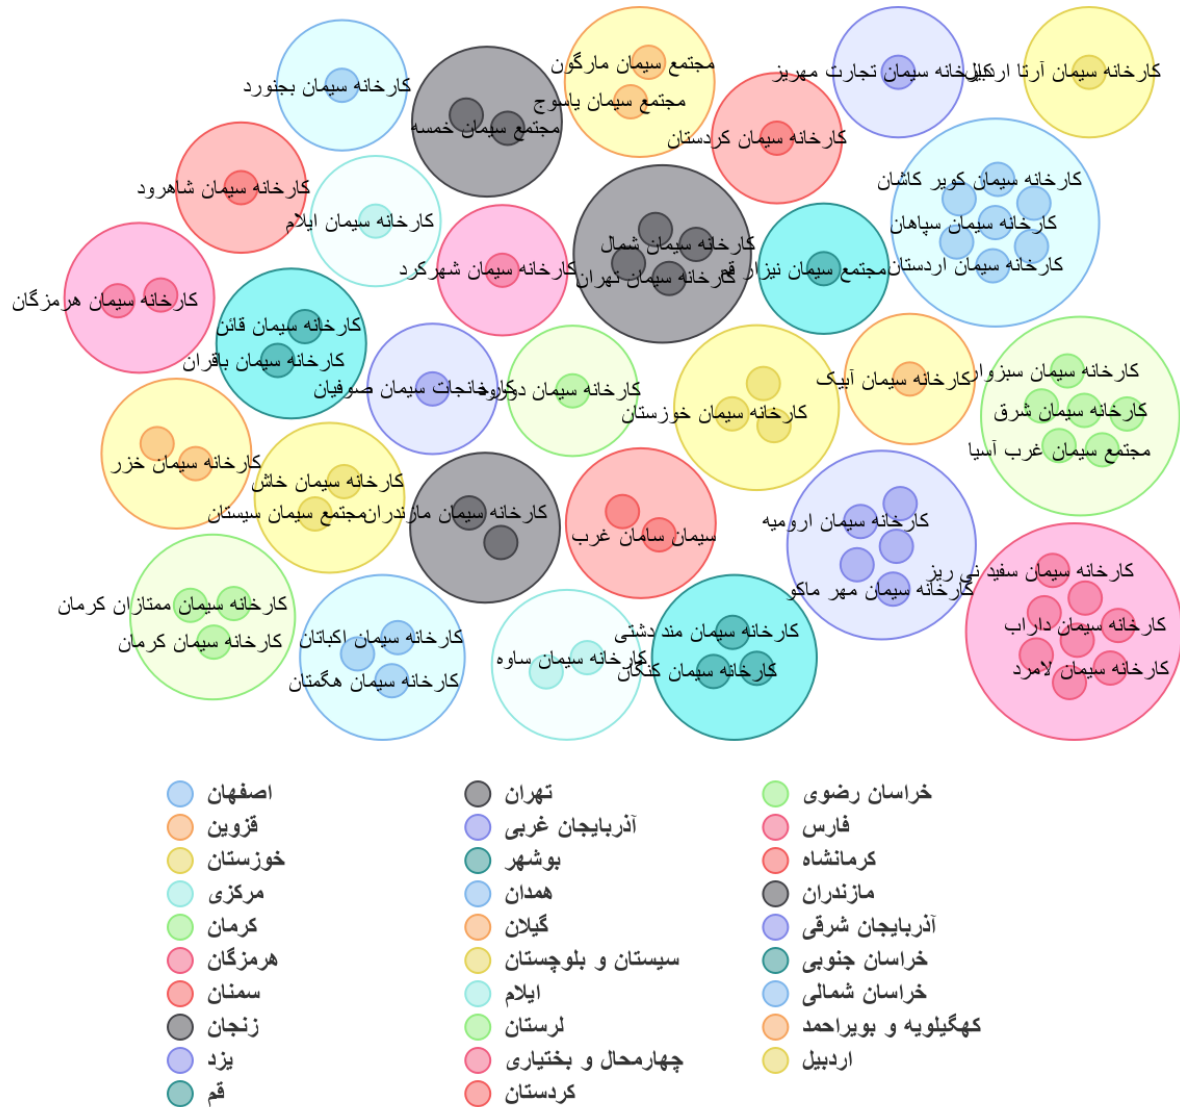 مجتمع سیمان مارگون
کارخانه سیمان تجارت مهریز
کارخانه سیمان آرتا اردبیل
کارخانه سیمان بجنورد
مجتمع سیمان یاسوج
مجتمع سیمان خمسه
کارخانه سیمان کردستان
کارخانه سیمان کویر کاشان
کارخانه سیمان شاهرود
کارخانه سیمان ایلام
کارخانه سیمان سپاهان
کارخانه سیمان شمال
کارخانه سیمان اردستان
کارخانه سیمان شهرکرد
کارخانه سیمان تهران
مجتمع سیمان نیزار قم
کارخانه سیمان هرمزگان
کارخانه سیمان قائن
کارخانه سیمان باقران
کارخانه سیمان سبزوار
کارخانه سیمان آبیک
کارخانجات سیمان صوفیان
کارخانه سیمان دورود
کارخانه سیمان خوزستان
کارخانه سیمان شرق
مجتمع سیمان غرب آسیا
کارخانه سیمان خزر
کارخانه سیمان خاش
مجتمع سیمان سیستان
کارخانه سیمان مازندران
سیمان سامان غرب
کارخانه سیمان ارومیه
کارخانه سیمان سفید نی ریز
کارخانه سیمان مهر ماکو
کارخانه سیمان ممتازان کرمان
کارخانه سیمان داراب
کارخانه سیمان مند دشتی
کارخانه سیمان اکباتان
کارخانه سیمان کرمان
کارخانه سیمان ساوه
کارخانه سیمان کنگان
کارخانه سیمان لامرد
کارخانه سیمان هگمتان
اصفهان
قزوین
خوزستان
مرکزی
کرمان
هرمزگان
سمنان
زنجان
یزد
قم
تهران
آذربایجان غربی
بوشهر
همدان
گیلان
سیستان و بلوچستان
ایلام
لرستان
چهارمحال و بختیاری
کردستان
خراسان رضوی
فارس
کرمانشاه
مازندران
آذربایجان شرقی
خراسان جنوبی
خراسان شمالی
کهگیلویه و بویراحمد
اردبیل